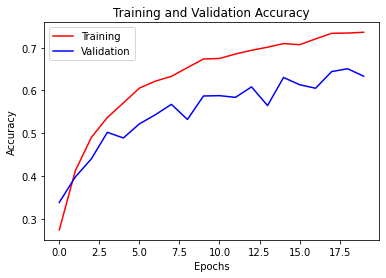 Training and Validation Accuracy
Training
Validation
Accuracy
0.7
0.6
0.5
0.4
0.3
0.0 2.5 5.0 7.5 10.0 12.5 15.0 17.5
Epochs